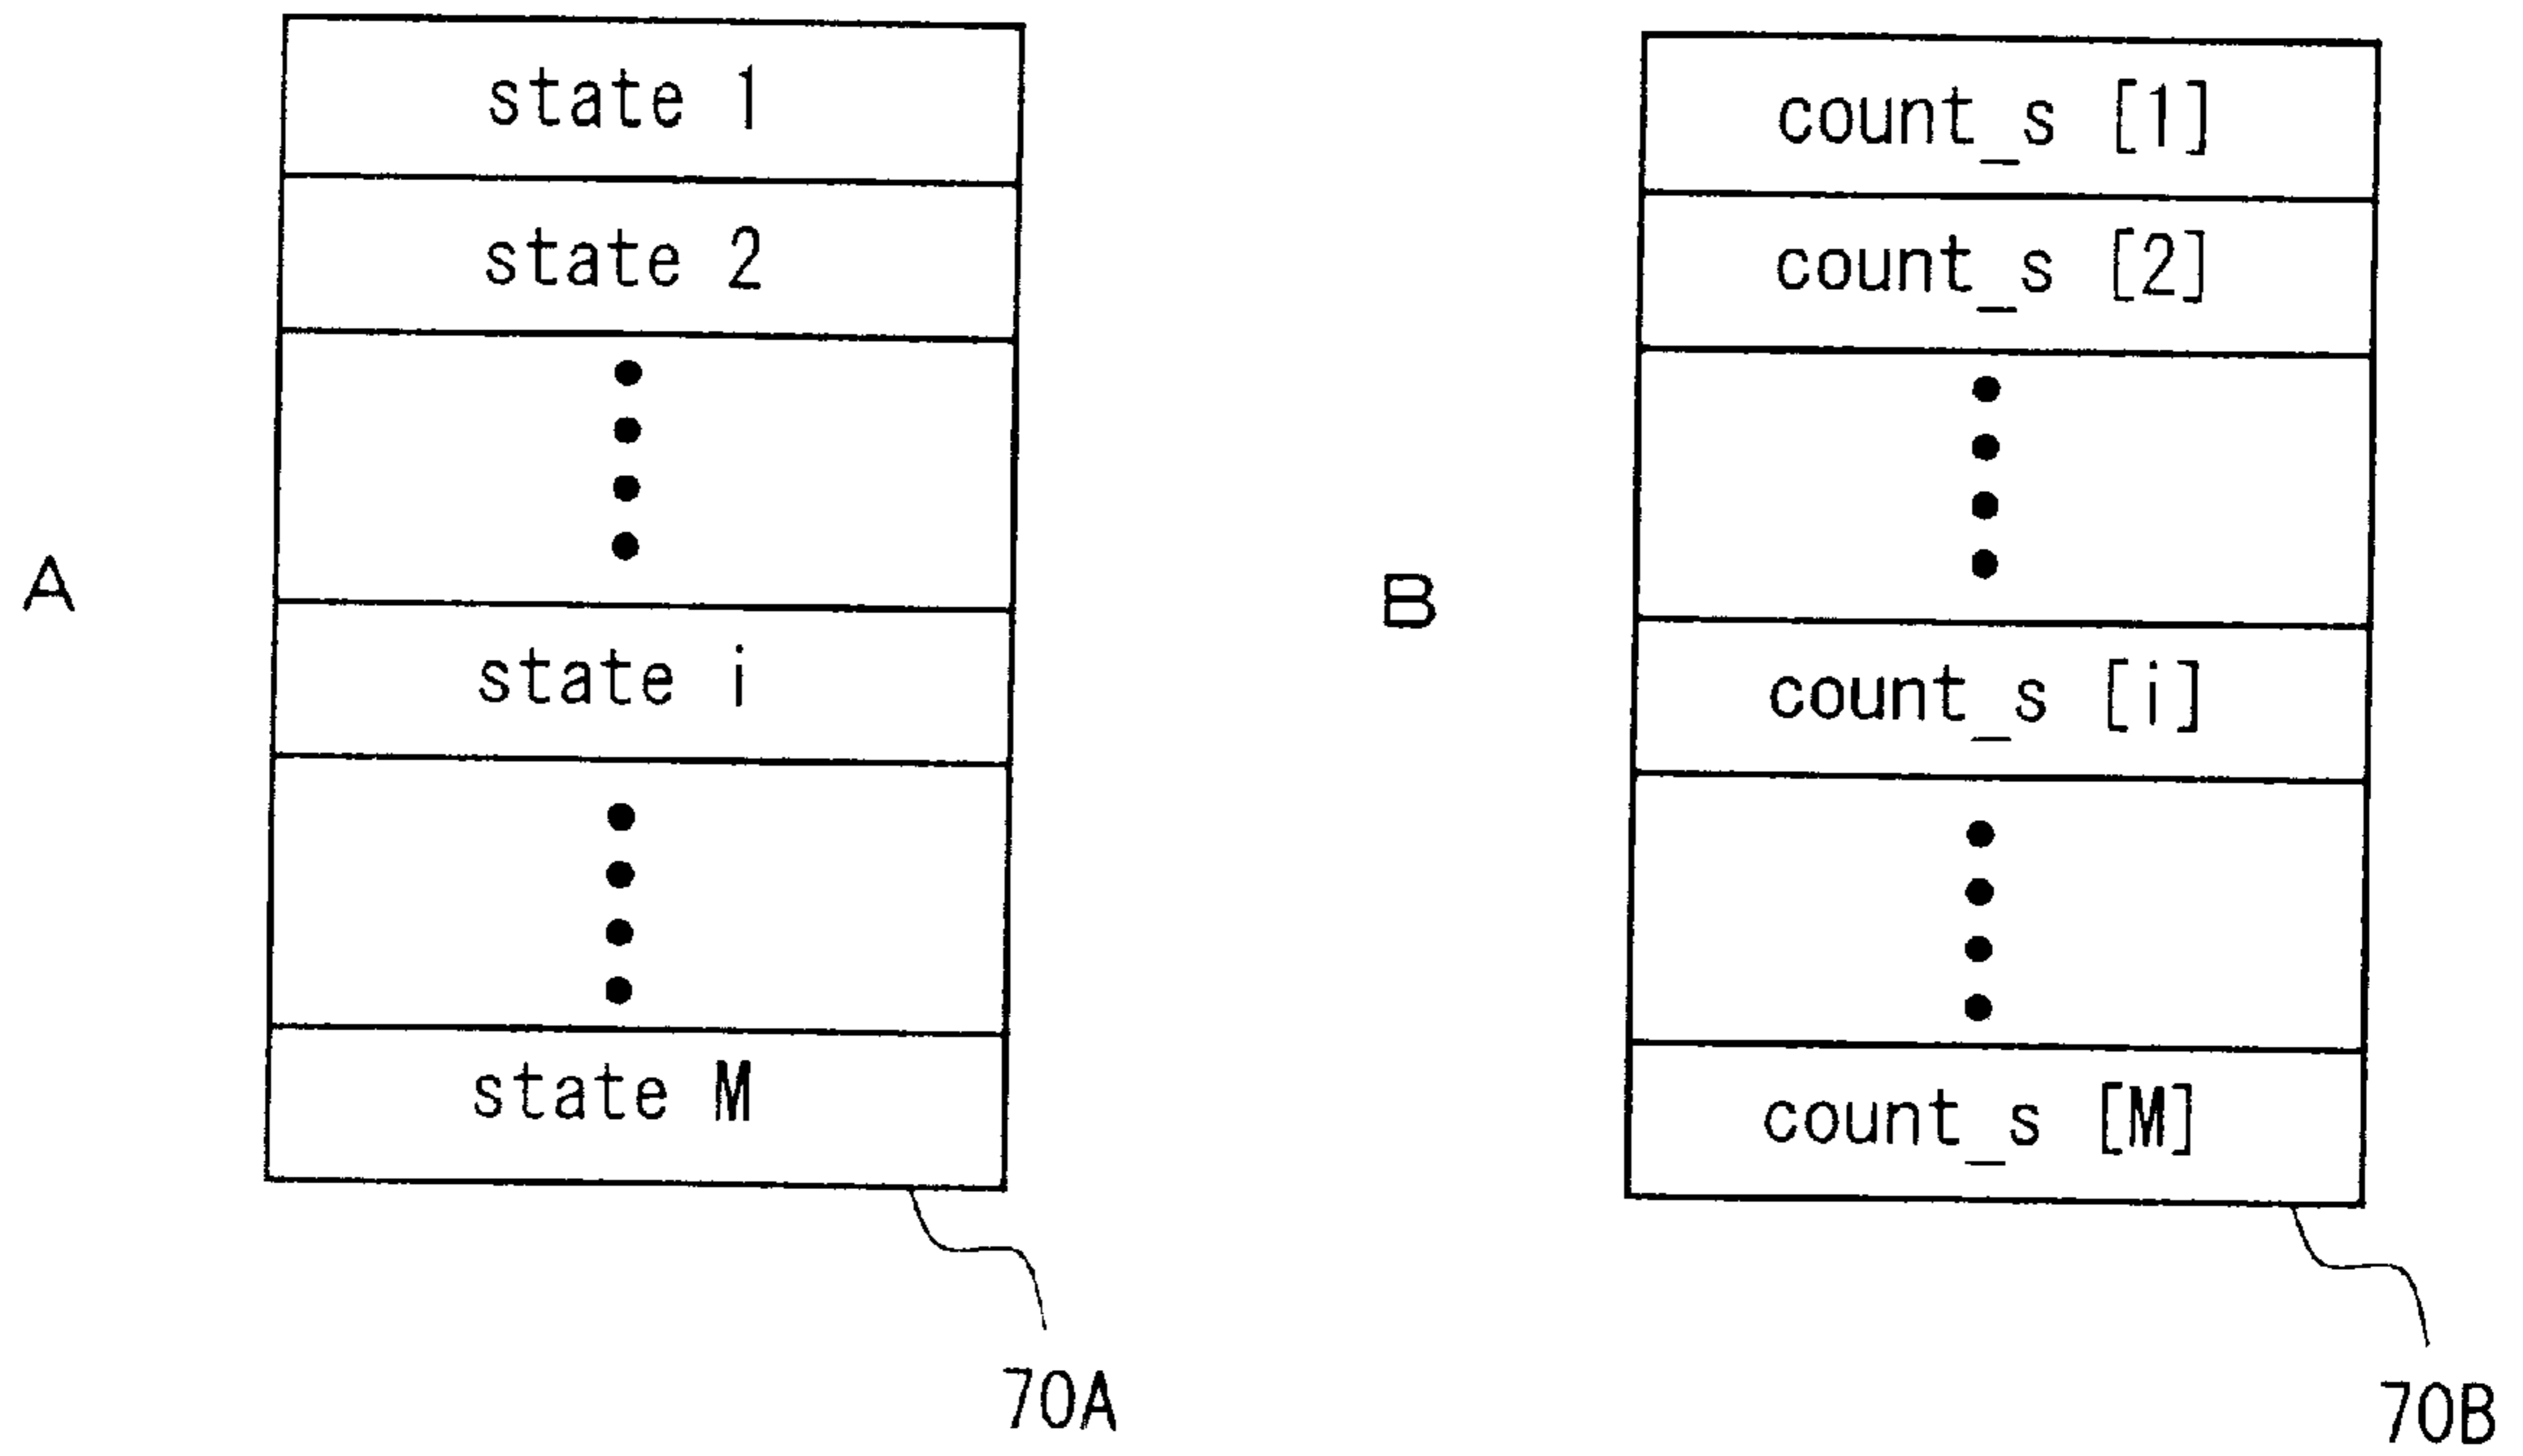 A
state 1
state 2
state i
state M
70A
B
count_s [1]
count_s [2]
count_s [i]
count_s [M]
70B